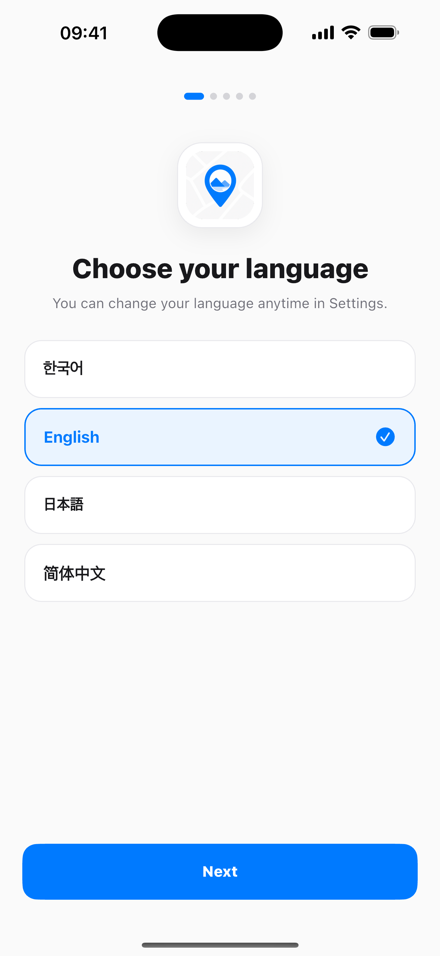 09:41
Choose your language
You can change your language anytime in Settings.
한국어
English
日本語
简体中文
Next